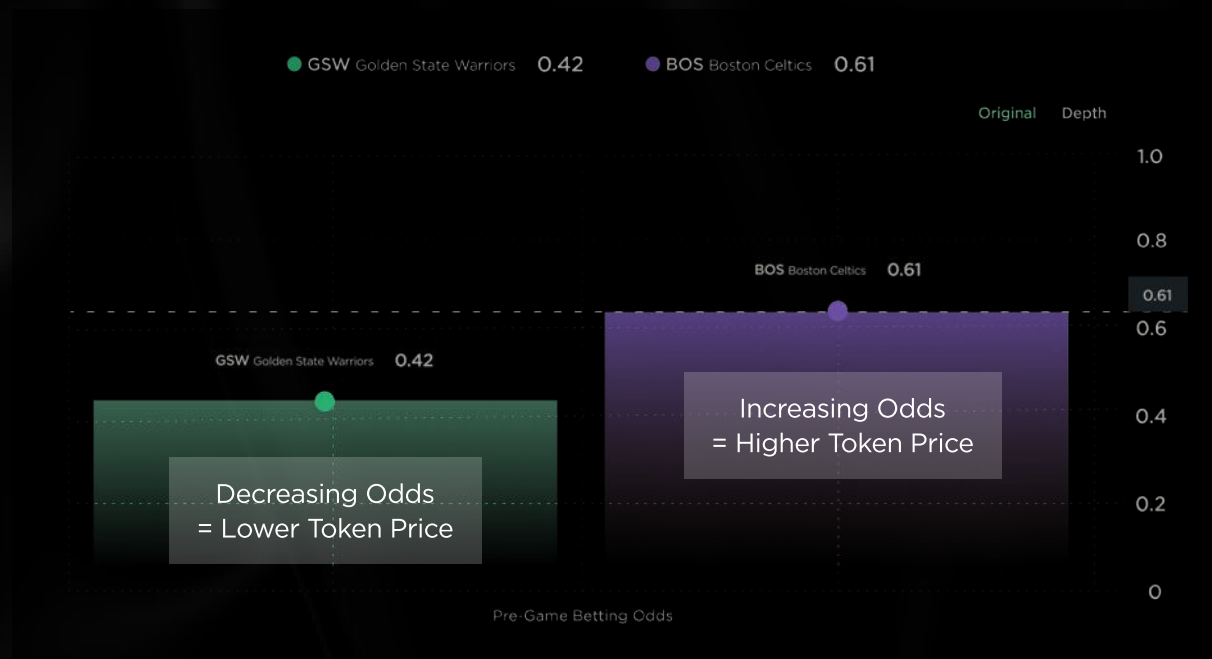 GSW Golden State Warriors 0.42 BOS Boston Celtics 0.61
Original Depth
1.0
0.8
BOS Boston Celtics 0.61
0.61
0.6
GSW Golden State Warriors 0.42
Increasing Odds
0.4
= Higher Token Price
Decreasing Odds
0.2
= Lower Token Price
0
Pre-Game Betting Odds